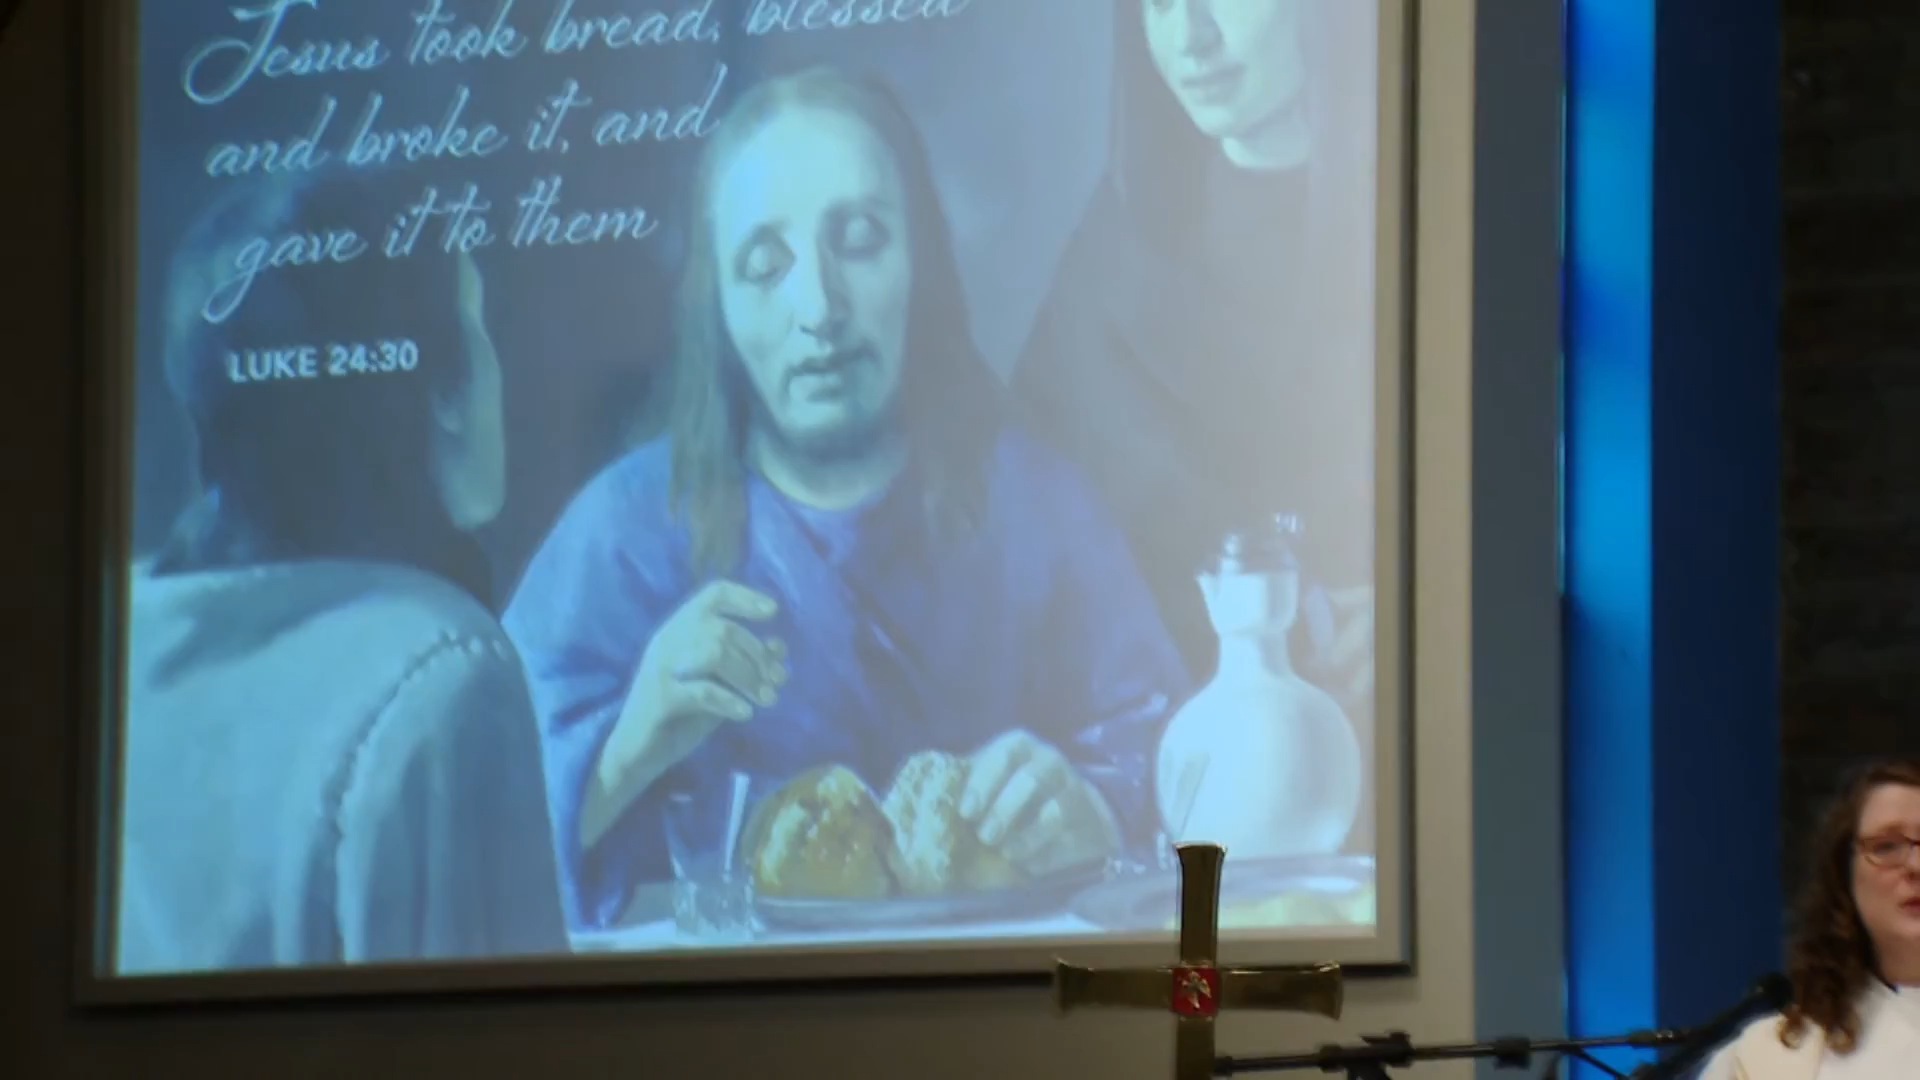 Jesus took bread, blessed
and broke it, and
gave it to them
LUKE 24:30